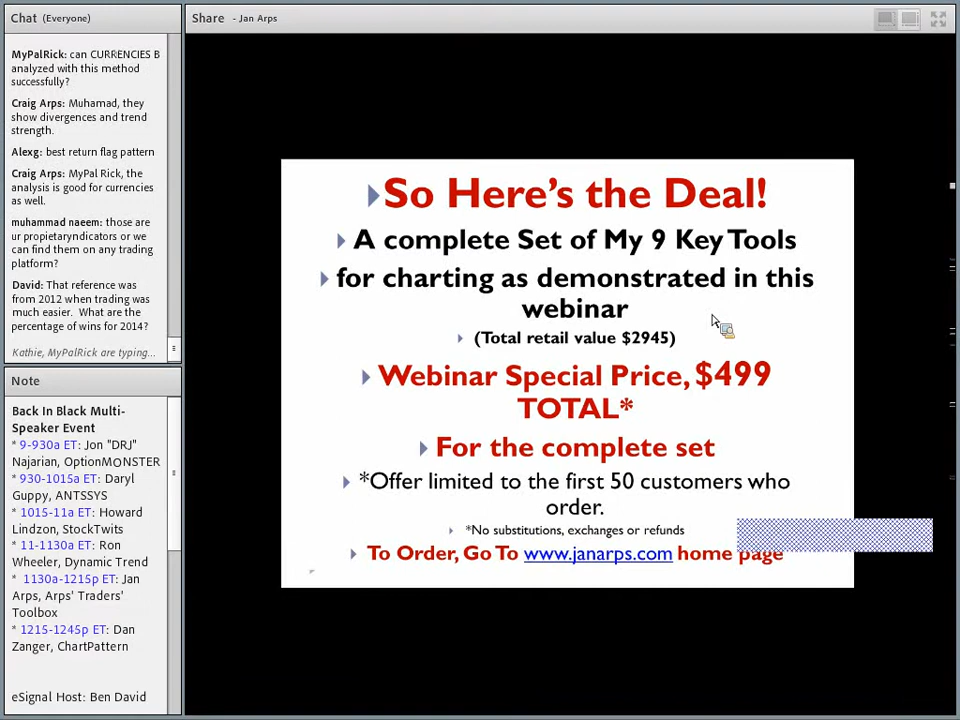 Chat (Everyone)
MyPalRick: can CURRENCIES B
analyzed with this method
successfully?
Craig Arps: Muhamad, they
show divergences and trend
strength.
Alexg: best return flag pattern
Craig Arps: MyPal Rick, the
analysis is good for currencies
as well.
muhammad naeem: those are
ur propietaryndicators or we
can find them on any trading
platform?
David: That reference was
from 2012 when trading was
much easier. What are the
percentage of wins for 2014?
Kathie, MyPalRick are typing...
Note
Back In Black Multi-
Speaker Event
* 9-930a ET: Jon "DRJ"
Najarian, OptionMONSTER
* 930-1015a ET: Daryl
Guppy, ANTSSYS
* 1015-11a ET: Howard
Lindzon, StockTwits
* 11-1130a ET: Ron
Wheeler, Dynamic Trend
* 1130a-1215p ET: Jan
Arps, Arps' Traders'
Toolbox
* 1215-1245p ET: Dan
Zanger, ChartPattern
eSignal Host: Ben David
Share - Jan Arps
So Here's the Deal!
A complete Set of My 9 Key Tools
for charting as demonstrated in this
webinar
(Total retail value $2945)
Webinar Special Price, $499
TOTAL*
For the complete set
*Offer limited to the first 50 customers who
order.
*No substitutions, exchanges or refunds
To Order, Go To www.janarps.com home page